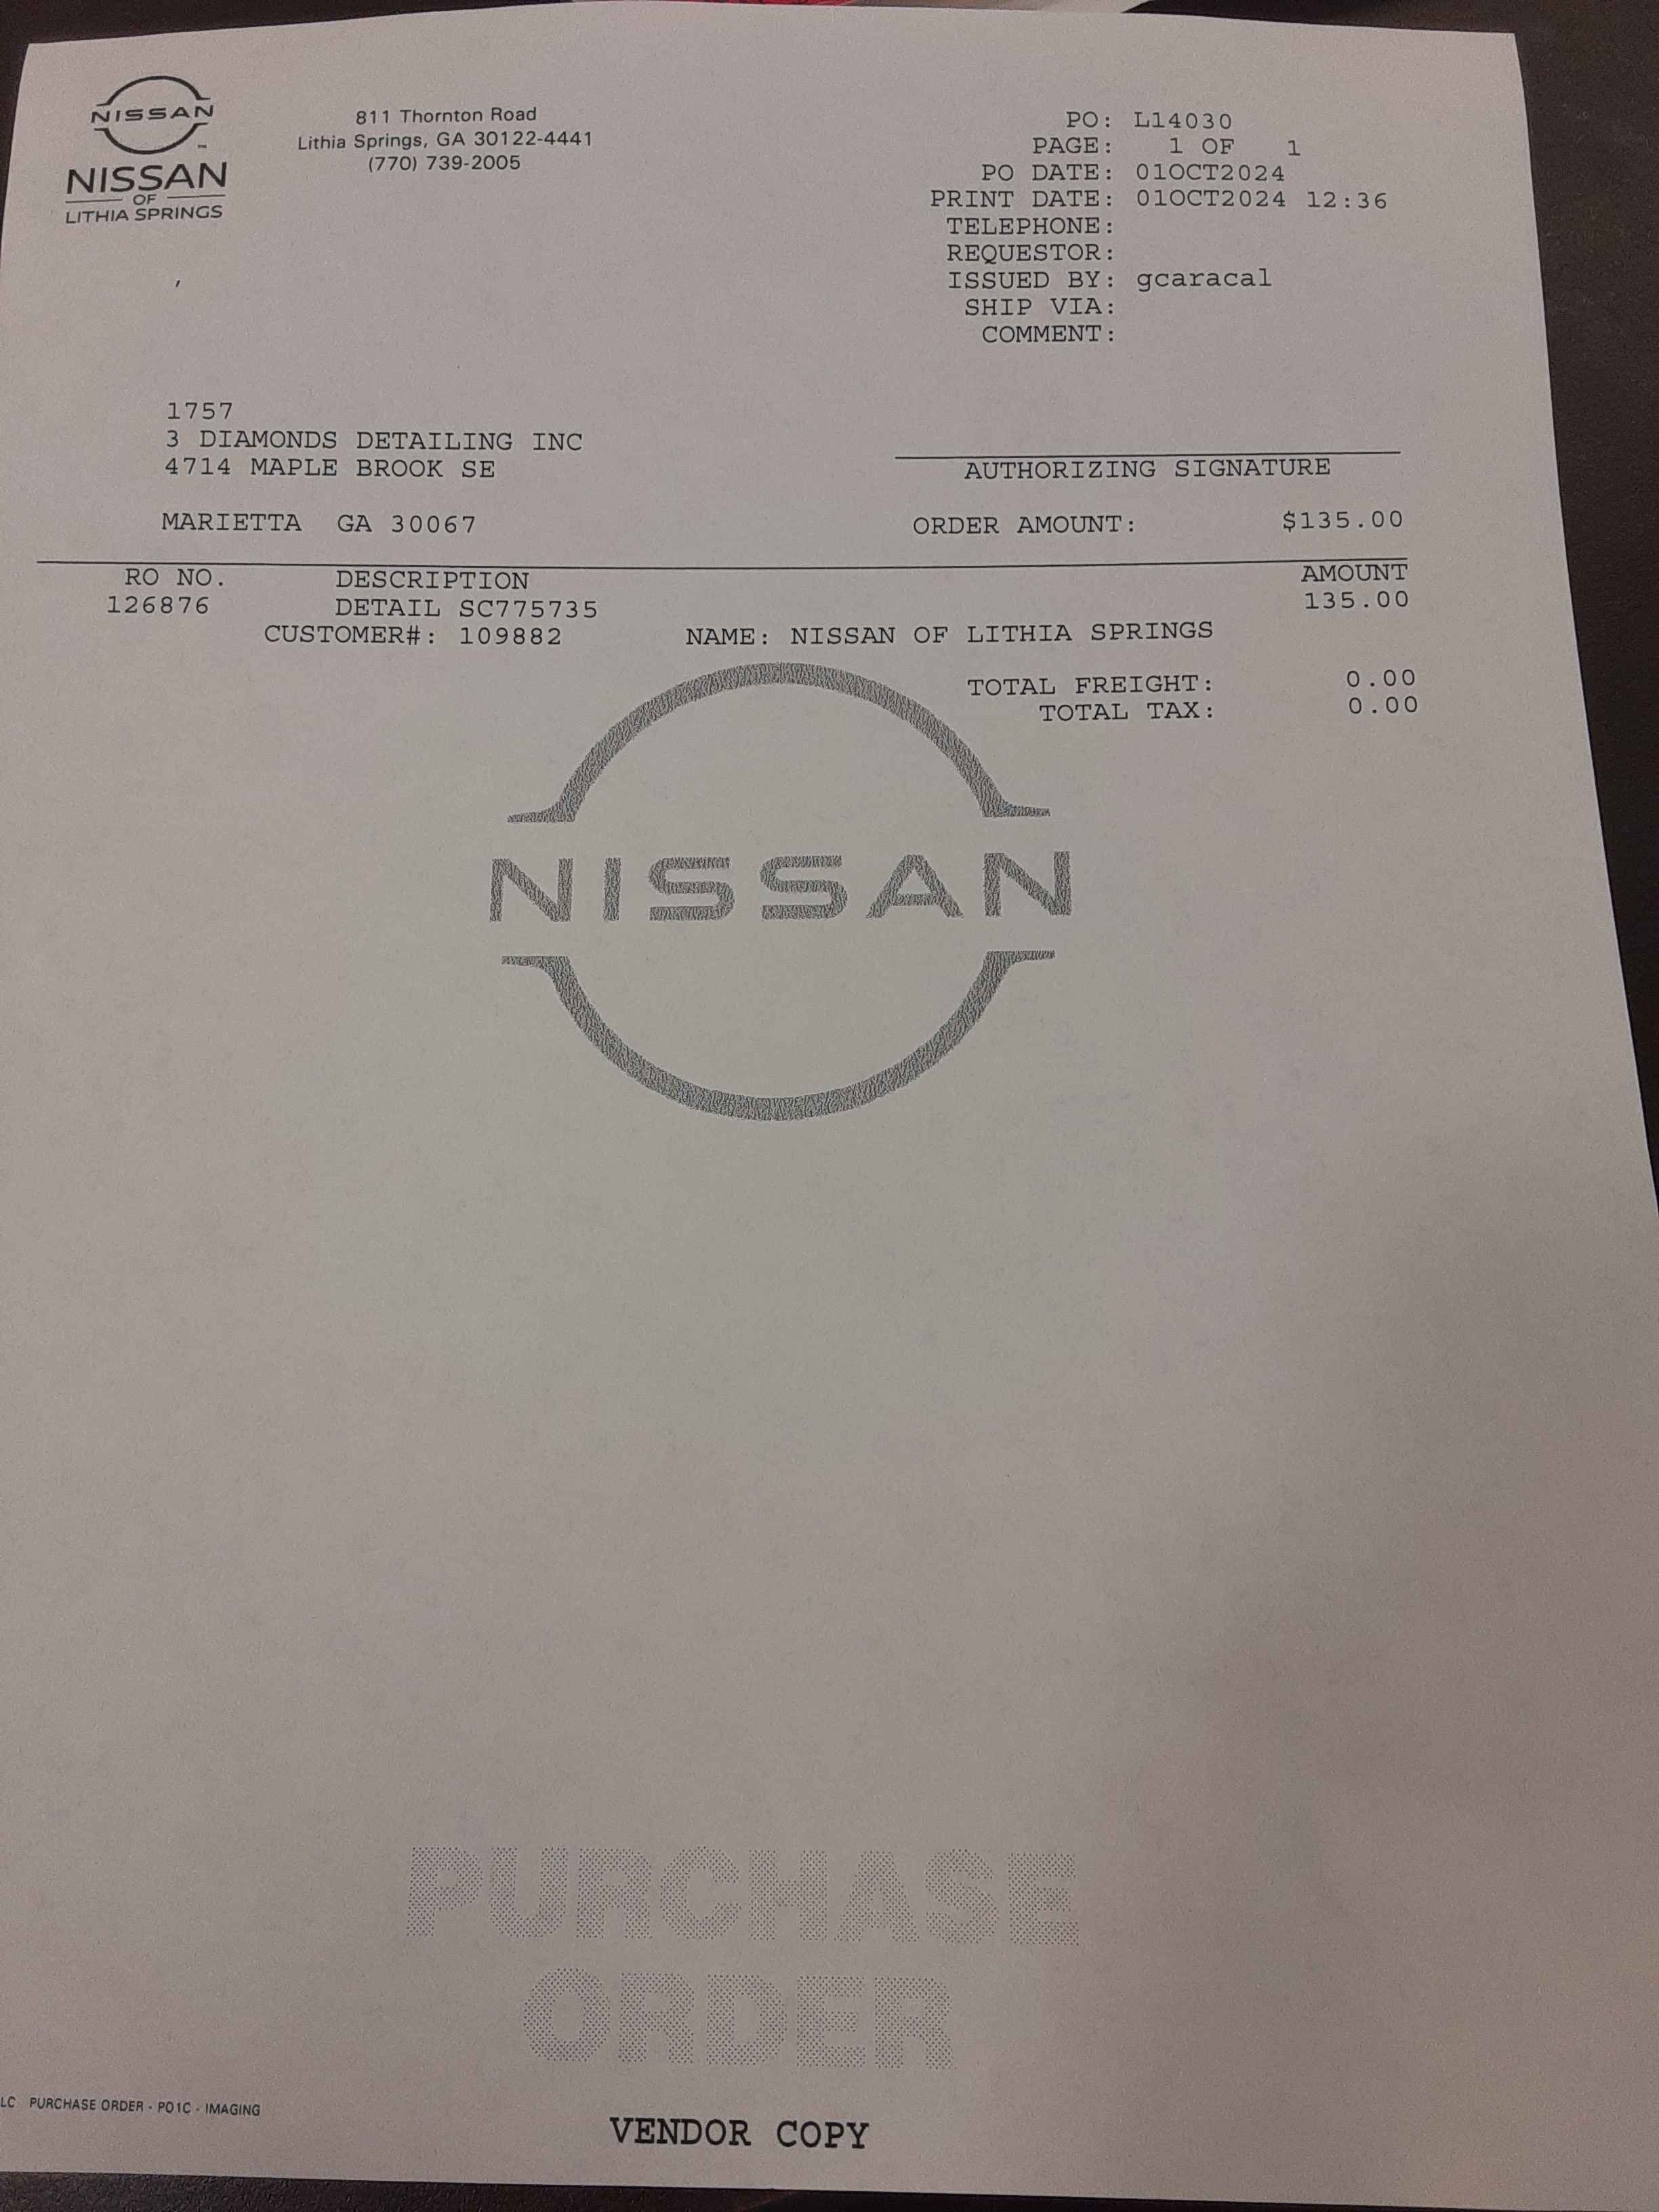 NISSAN
NISSAN
OF
LITHIA SPRINGS
811 Thornton Road
Lithia Springs, GA 30122-4441
(770) 739-2005
PO: L14030
PAGE: 1 OF 1
PO DATE: 01OCT2024
PRINT DATE: 01OCT2024 12:36
TELEPHONE:
REQUESTOR:
ISSUED BY: gcaracal
SHIP VIA:
COMMENT:
1757
3 DIAMONDS DETAILING INC
4714 MAPLE BROOK SE
MARIETTA GA 30067
AUTHORIZING SIGNATURE
ORDER AMOUNT: $135.00
RO NO. DESCRIPTION AMOUNT
126876 DETAIL SC775735 135.00
CUSTOMER#: 109882 NAME: NISSAN OF LITHIA SPRINGS
TOTAL FREIGHT: 0.00
TOTAL TAX: 0.00
NISSAN
PURCHASE
ORDER
LC PURCHASE ORDER - PO1C - IMAGING
VENDOR COPY